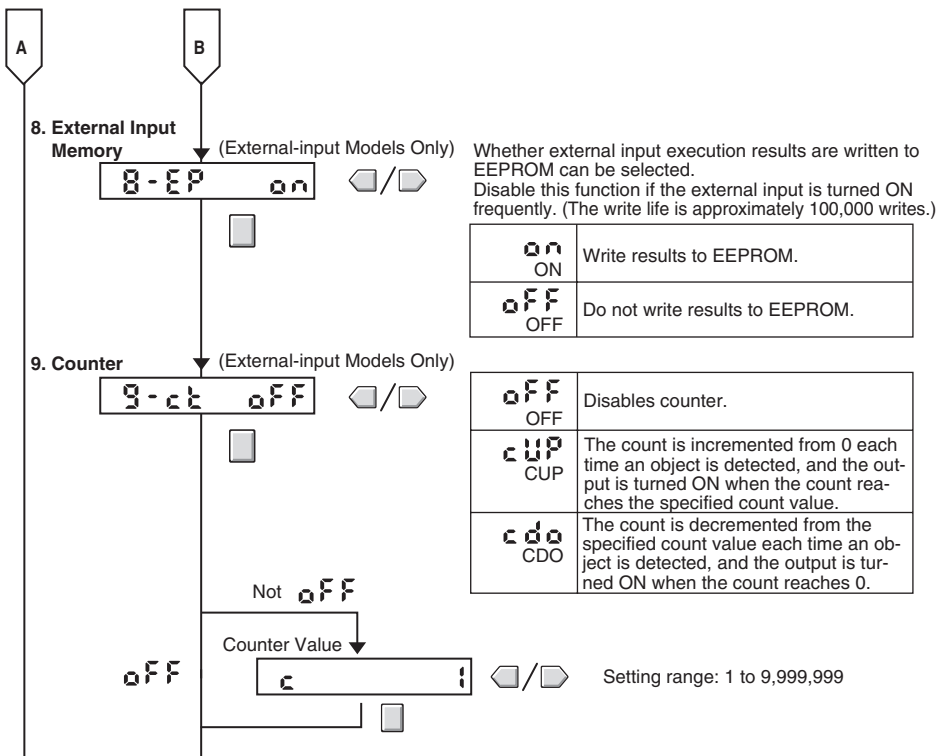 A
B
8. External Input
Memory
(External-input Models Only)
8-EP on
/
Whether external input execution results are written to
EEPROM can be selected.
Disable this function if the external input is turned ON
frequently. (The write life is approximately 100,000 writes.)
on
ON
Write results to EEPROM.
oFF
OFF
Do not write results to EEPROM.
9. Counter
(External-input Models Only)
9-ct oFF
/
oFF
OFF
Disables counter.
cUP
CUP
The count is incremented from 0 each
time an object is detected, and the out-
put is turned ON when the count rea-
ches the specified count value.
cdo
CDO
The count is decremented from the
specified count value each time an ob-
ject is detected, and the output is tur-
ned ON when the count reaches 0.
Not oFF
Counter Value
oFF
c 1
/
Setting range: 1 to 9,999,999